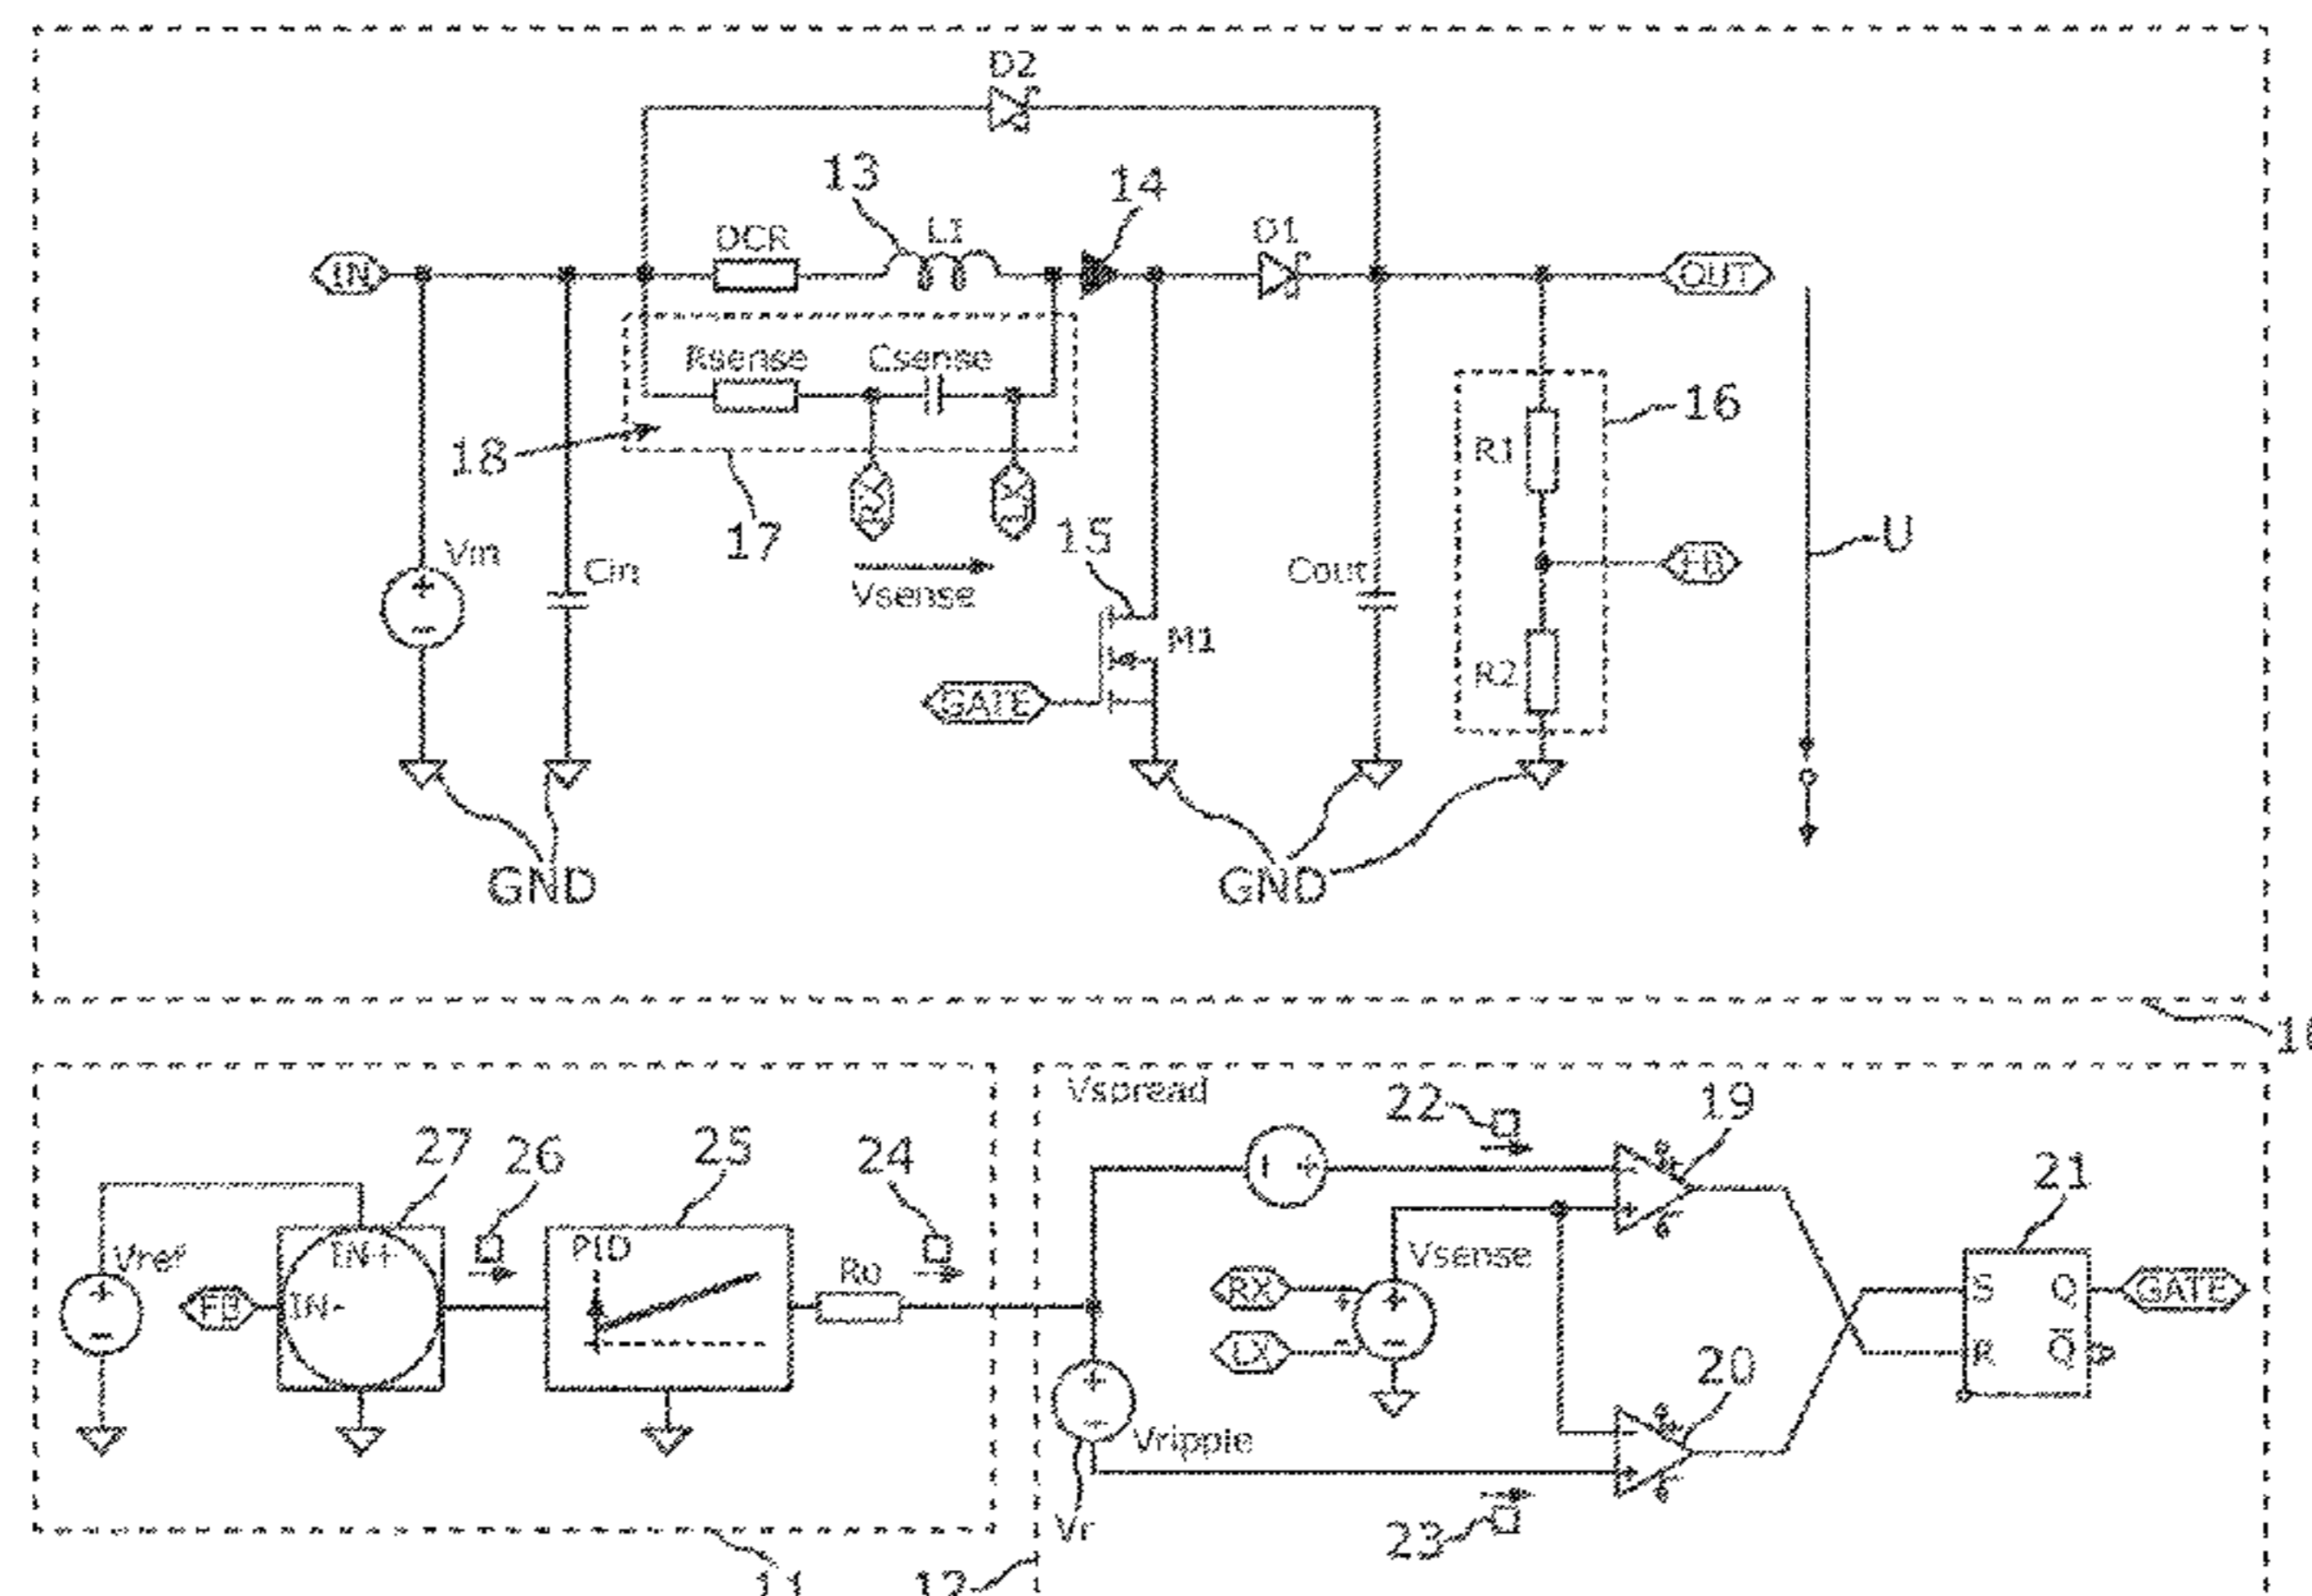 D2
13
14
DCR
L1
D1
IN
OUT
Rsense
Csense
16
18
R1
RX
LX
17
15
U
Vin
Cin
Vsense
Cout
FB
M1
R2
GATE
GND
GND
Vspread
22
19
27
26
25
24
21
Vref
IN+
PID
Ro
Vsense
FB
IN-
RX
S
Q
GATE
LX
R
Q̅
20
Vripple
Vr
23
11
12